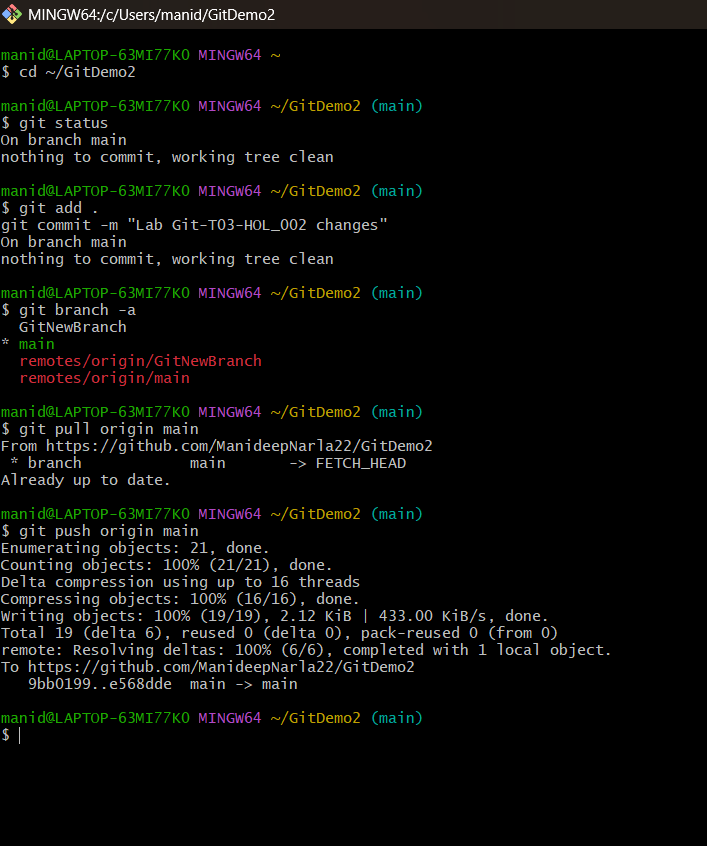 MINGW64:/c/Users/manid/GitDemo2
manid@LAPTOP-63MI77KO MINGW64 ~
$ cd ~/GitDemo2
manid@LAPTOP-63MI77KO MINGW64 ~/GitDemo2 (main)
$ git status
On branch main
nothing to commit, working tree clean
manid@LAPTOP-63MI77KO MINGW64 ~/GitDemo2 (main)
$ git add .
git commit -m "Lab Git-T03-HOL_002 changes"
On branch main
nothing to commit, working tree clean
manid@LAPTOP-63MI77KO MINGW64 ~/GitDemo2 (main)
$ git branch -a
  GitNewBranch
* main
  remotes/origin/GitNewBranch
  remotes/origin/main
manid@LAPTOP-63MI77KO MINGW64 ~/GitDemo2 (main)
$ git pull origin main
From https://github.com/ManideepNarla22/GitDemo2
 * branch            main       -> FETCH_HEAD
Already up to date.
manid@LAPTOP-63MI77KO MINGW64 ~/GitDemo2 (main)
$ git push origin main
Enumerating objects: 21, done.
Counting objects: 100% (21/21), done.
Delta compression using up to 16 threads
Compressing objects: 100% (16/16), done.
Writing objects: 100% (19/19), 2.12 KiB | 433.00 KiB/s, done.
Total 19 (delta 6), reused 0 (delta 0), pack-reused 0 (from 0)
remote: Resolving deltas: 100% (6/6), completed with 1 local object.
To https://github.com/ManideepNarla22/GitDemo2
   9bb0199..e568dde  main -> main
manid@LAPTOP-63MI77KO MINGW64 ~/GitDemo2 (main)
$